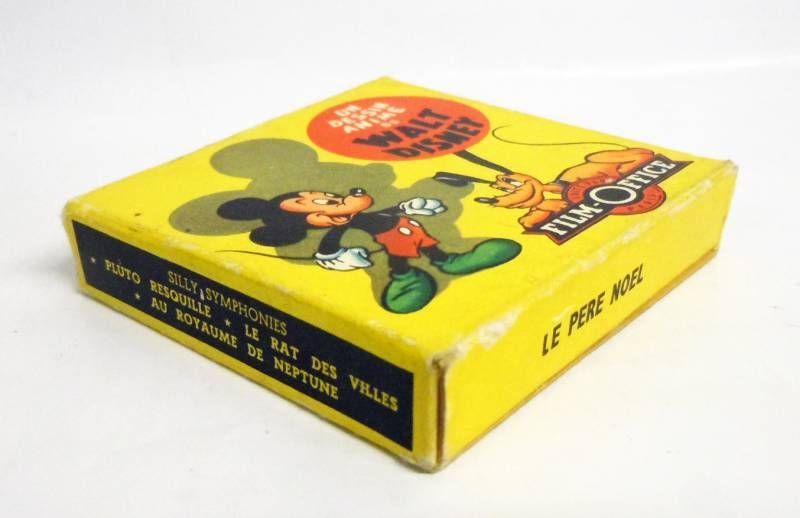 UN
DESSIN
ANIMÉ
DE
WALT
DISNEY
FILM-OFFICE
SILLY SYMPHONIES
* PLUTO RESQUILLE * LE RAT DES VILLES
* AU ROYAUME DE NEPTUNE
LE PERE NOEL